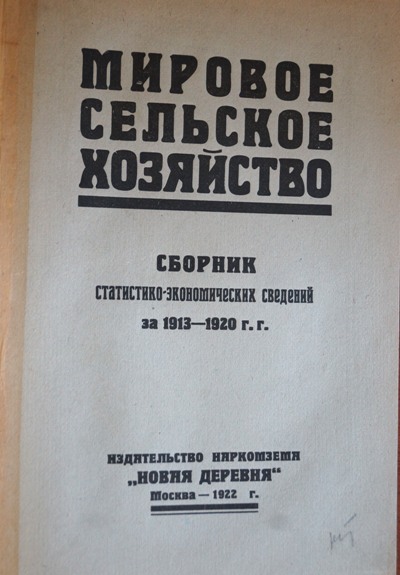 МИРОВОЕ
СЕЛЬСКОЕ
ХОЗЯЙСТВО
СБОРНИК
СТАТИСТИКО-ЭКОНОМИЧЕСКИХ СВЕДЕНИЙ
за 1913—1920 г. г.
ИЗДАТЕЛЬСТВО НАРКОМЗЕМА
„НОВАЯ ДЕРЕВНЯ“
Москва — 1922 г.